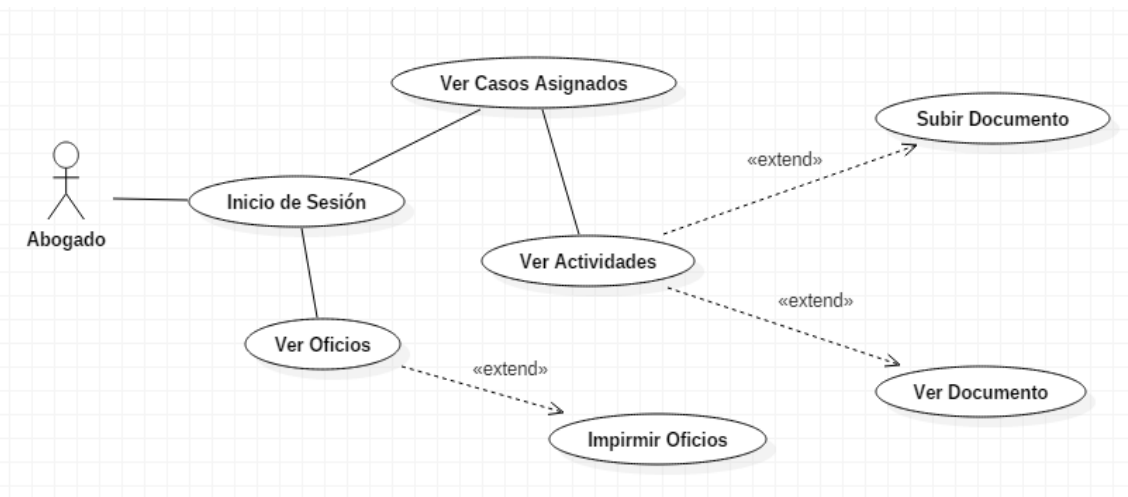 Ver Casos Asignados
Subir Documento
«extend»
Inicio de Sesión
Abogado
Ver Actividades
«extend»
Ver Oficios
«extend»
Ver Documento
Impirmir Oficios